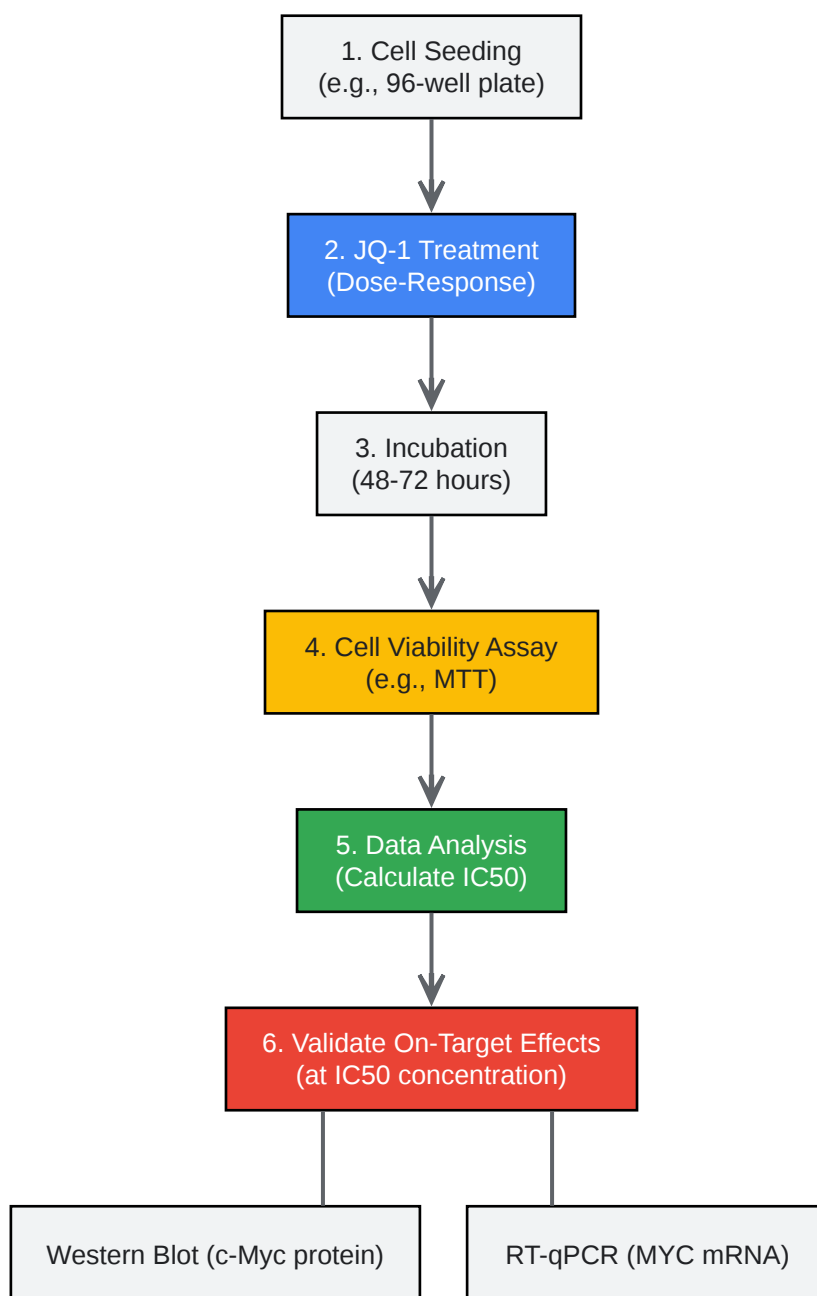 1. Cell Seeding
(e.g., 96-well plate)
2. JQ-1 Treatment
(Dose-Response)
3. Incubation
(48-72 hours)
4. Cell Viability Assay
(e.g., MTT)
5. Data Analysis
(Calculate IC50)
6. Validate On-Target Effects
(at IC50 concentration)
Western Blot (c-Myc protein)
RT-qPCR (MYC mRNA)